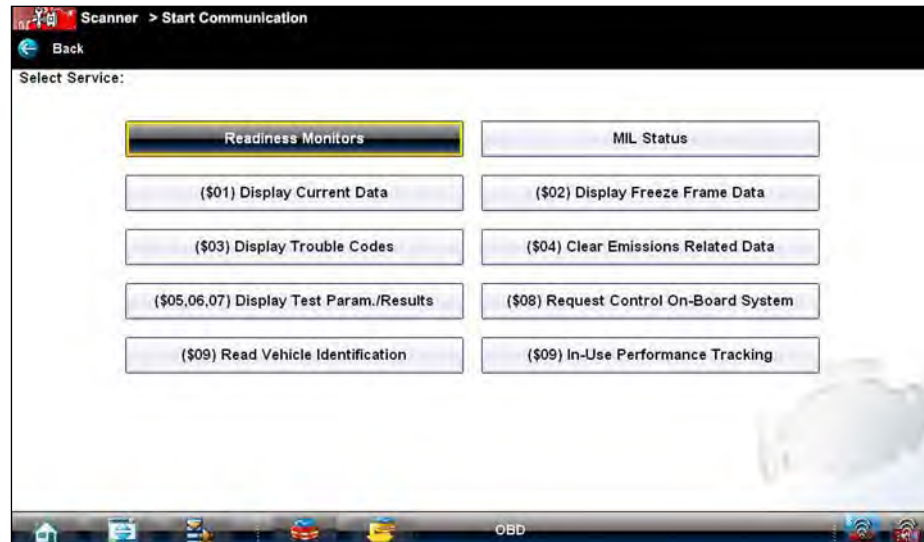 Scanner > Start Communication
Back
Select Service:
Readiness Monitors
MIL Status
($01) Display Current Data
($02) Display Freeze Frame Data
($03) Display Trouble Codes
($04) Clear Emissions Related Data
($05,06,07) Display Test Param./Results
($08) Request Control On-Board System
($09) Read Vehicle Identification
($09) In-Use Performance Tracking
OBD